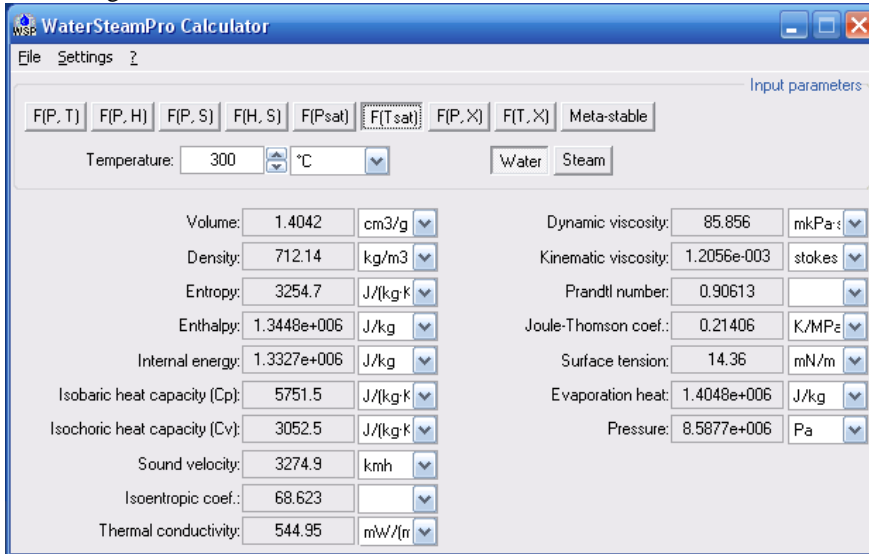 WSP WaterSteamPro Calculator
File Settings ?
Input parameters
F(P, T) F(P, H) F(P, S) F(H, S) F(Psat) F(Tsat) F(P, X) F(T, X) Meta-stable
Temperature: 300 °C Water Steam
Volume: 1.4042 cm3/g
Density: 712.14 kg/m3
Entropy: 3254.7 J/(kg·K
Enthalpy: 1.3448e+006 J/kg
Internal energy: 1.3327e+006 J/kg
Isobaric heat capacity (Cp): 5751.5 J/(kg·K
Isochoric heat capacity (Cv): 3052.5 J/(kg·K
Sound velocity: 3274.9 kmh
Isoentropic coef.: 68.623
Thermal conductivity: 544.95 mW/(m
Dynamic viscosity: 85.856 mkPa·s
Kinematic viscosity: 1.2056e-003 stokes
Prandtl number: 0.90613
Joule-Thomson coef.: 0.21406 K/MPa
Surface tension: 14.36 mN/m
Evaporation heat: 1.4048e+006 J/kg
Pressure: 8.5877e+006 Pa